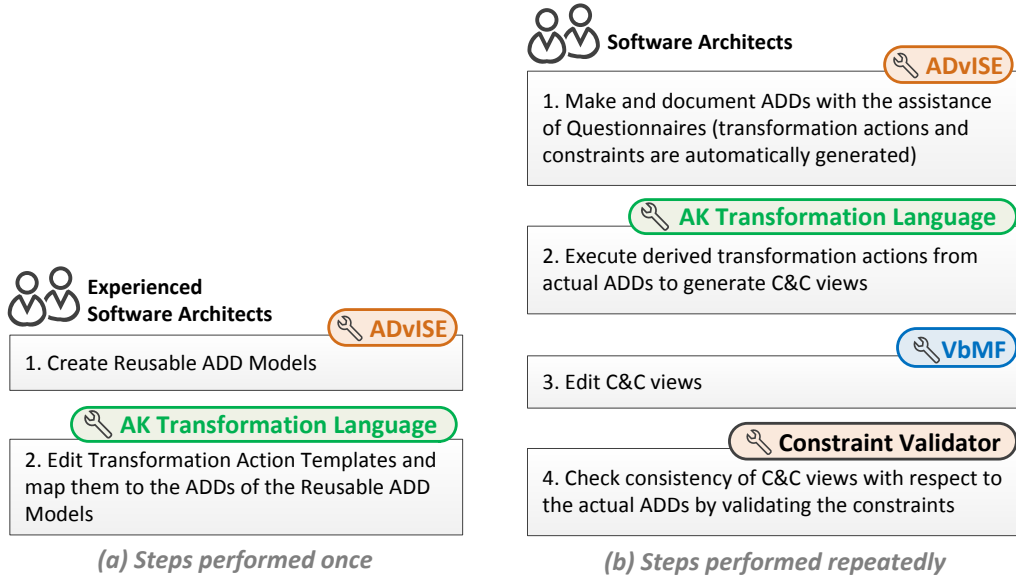 Experienced
Software Architects
ADvISE
1. Create Reusable ADD Models
AK Transformation Language
2. Edit Transformation Action Templates and
map them to the ADDs of the Reusable ADD
Models
(a) Steps performed once
Software Architects
ADvISE
1. Make and document ADDs with the assistance
of Questionnaires (transformation actions and
constraints are automatically generated)
AK Transformation Language
2. Execute derived transformation actions from
actual ADDs to generate C&C views
VbMF
3. Edit C&C views
Constraint Validator
4. Check consistency of C&C views with respect to
the actual ADDs by validating the constraints
(b) Steps performed repeatedly